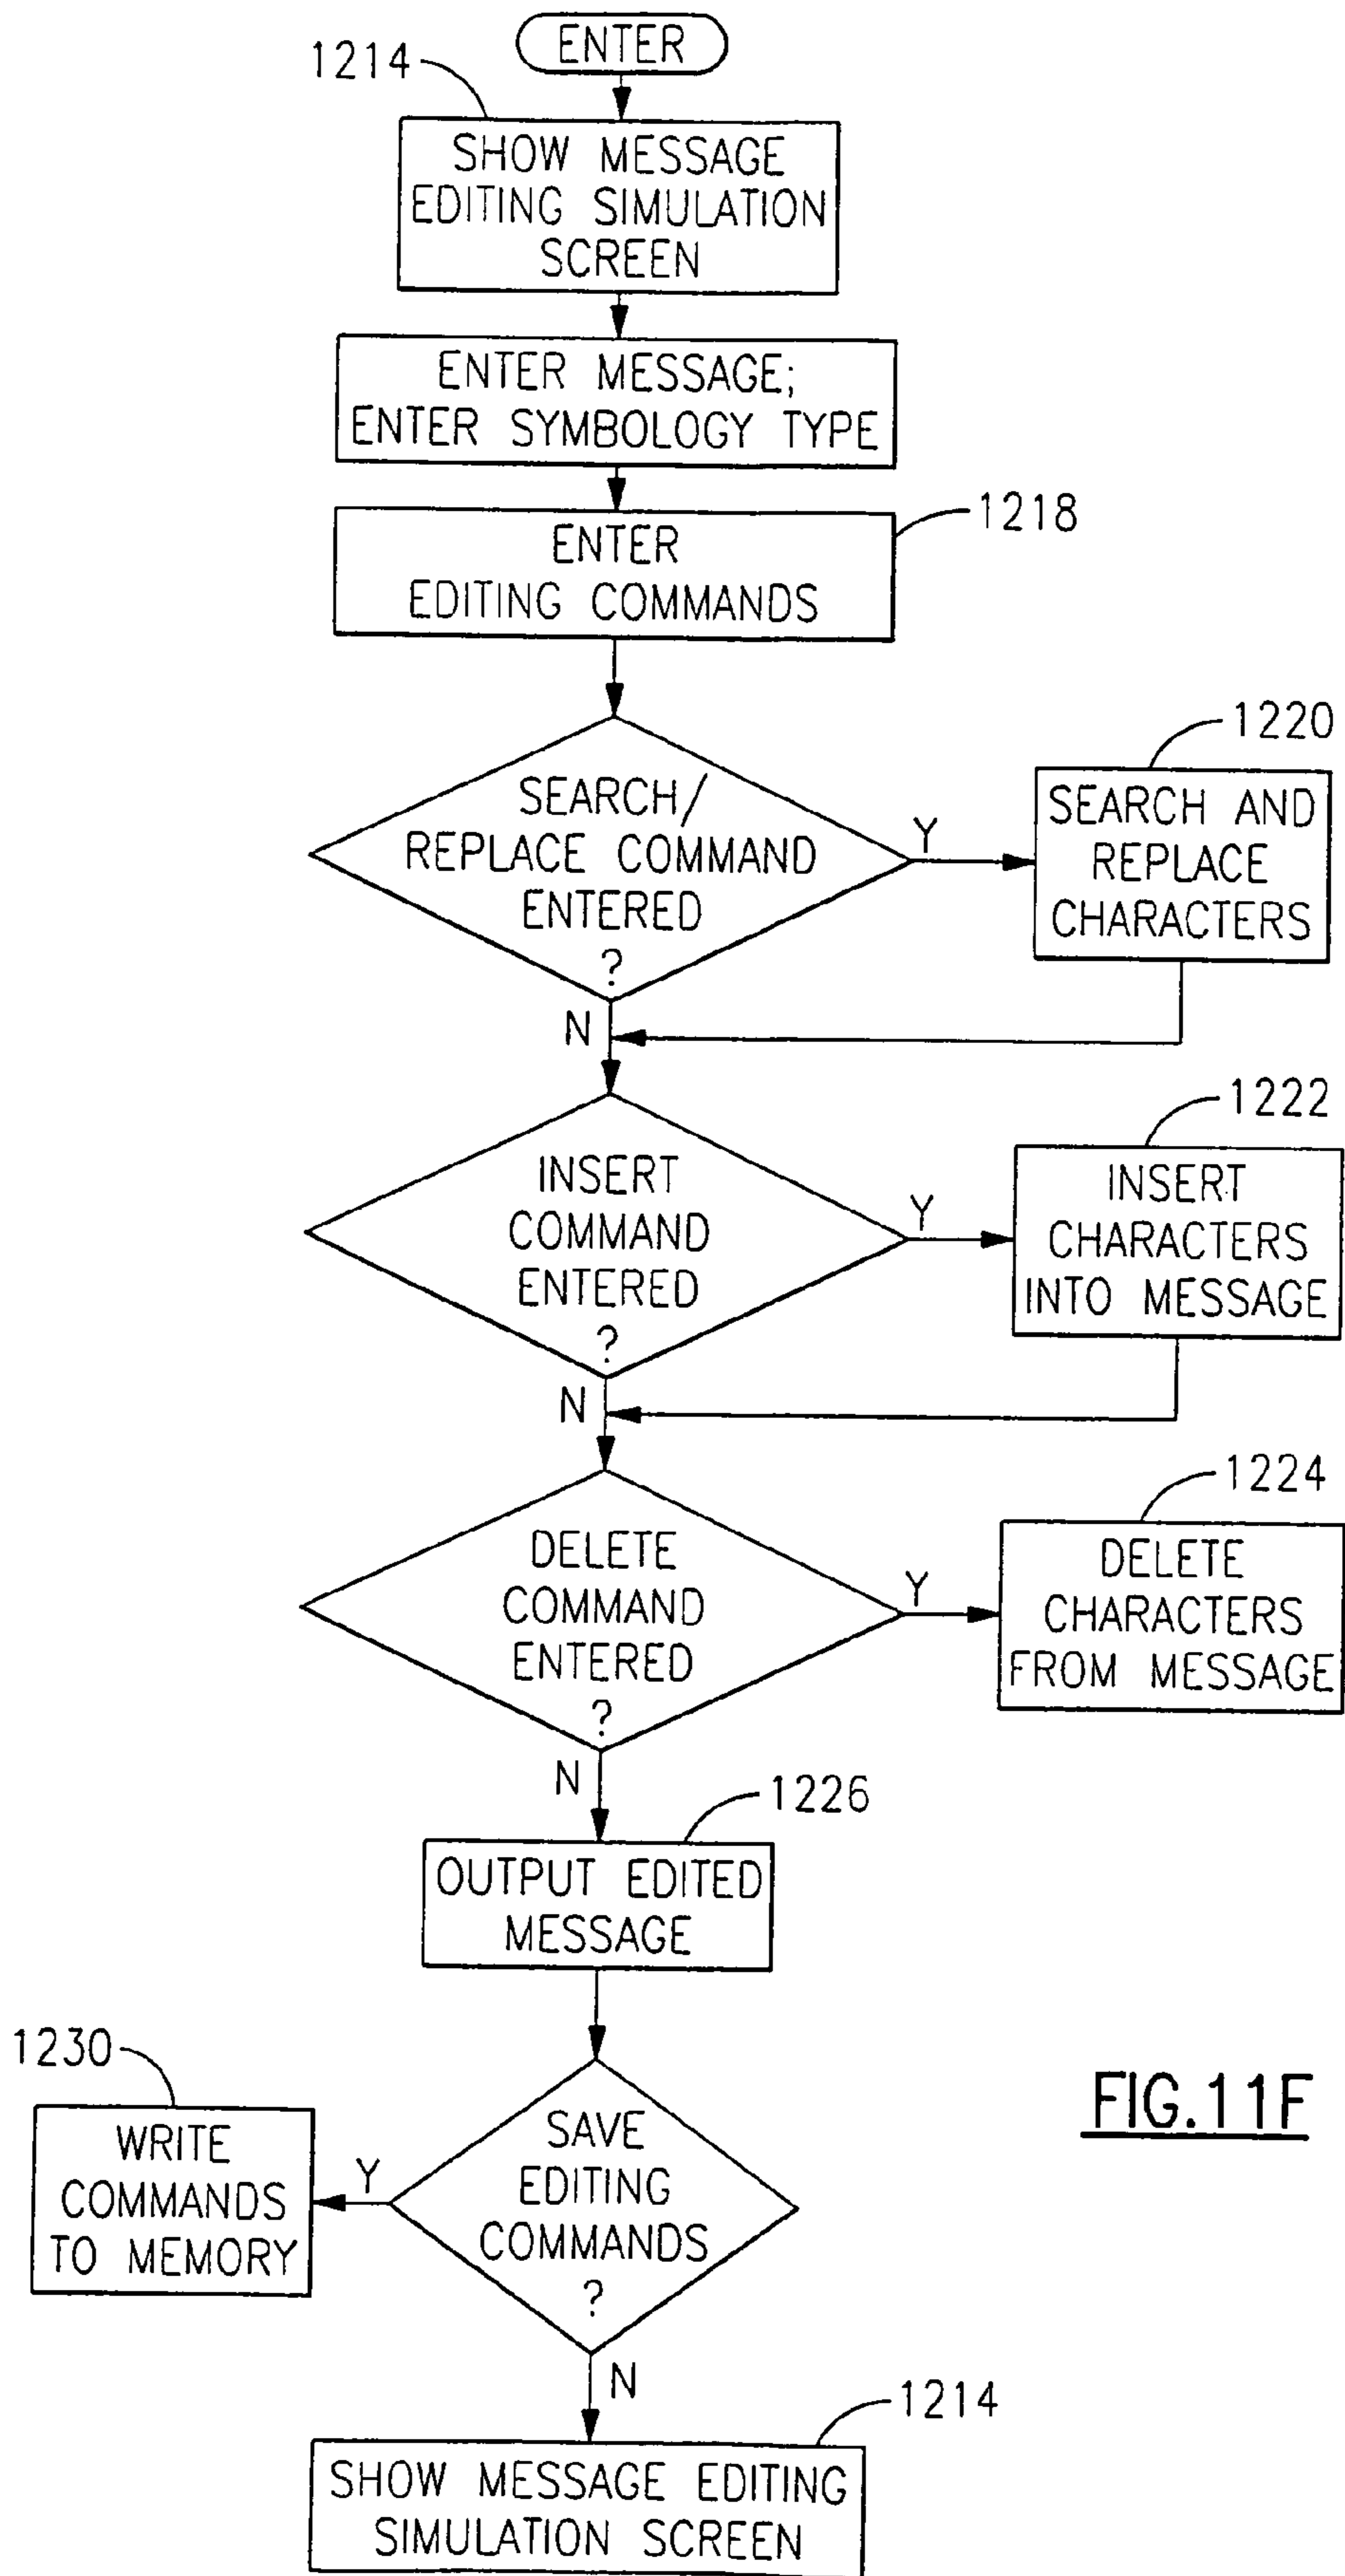 ENTER
1214
SHOW MESSAGE
EDITING SIMULATION
SCREEN
ENTER MESSAGE;
ENTER SYMBOLOGY TYPE
1218
ENTER
EDITING COMMANDS
SEARCH/
REPLACE COMMAND
ENTERED
?
Y
1220
SEARCH AND
REPLACE
CHARACTERS
N
INSERT
COMMAND
ENTERED
?
Y
1222
INSERT
CHARACTERS
INTO MESSAGE
N
DELETE
COMMAND
ENTERED
?
Y
1224
DELETE
CHARACTERS
FROM MESSAGE
N
1226
OUTPUT EDITED
MESSAGE
SAVE
EDITING
COMMANDS
?
Y
1230
WRITE
COMMANDS
TO MEMORY
N
1214
SHOW MESSAGE EDITING
SIMULATION SCREEN
FIG.11F